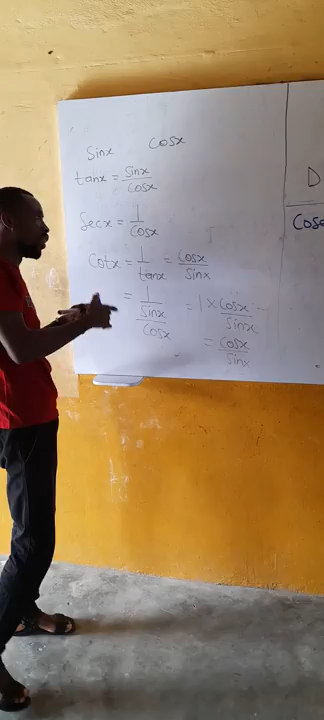 Sinx Cosx
tanx = Sinx/Cosx
Secx = 1/Cosx
Cotx = 1/tanx = Cosx/Sinx
= 1/(Sinx/Cosx) = 1 × Cosx/Sinx
= Cosx/Sinx
D
Cose